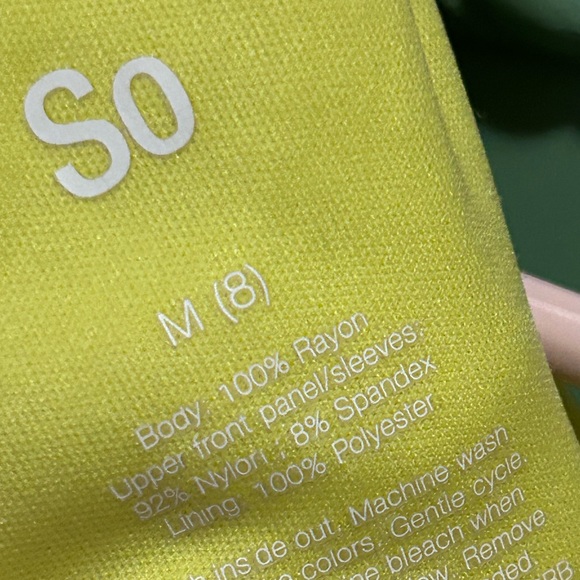 So
M (8)
Body: 100% Rayon
Upper front panel/sleeves:
92% Nylon ; 8% Spandex
Lining: 100% Polyester
ins de out. Machine wash
colors. Gentle cycle.
bleach when
Remove